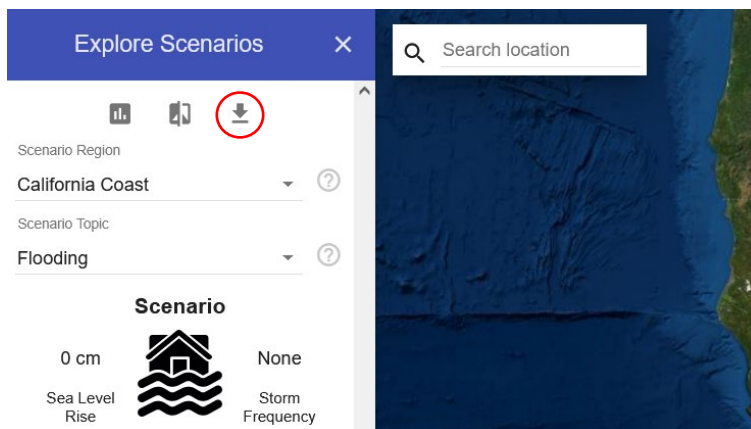 Explore Scenarios
Search location
Scenario Region
California Coast
Scenario Topic
Flooding
Scenario
0 cm
None
Sea Level
Rise
Storm
Frequency